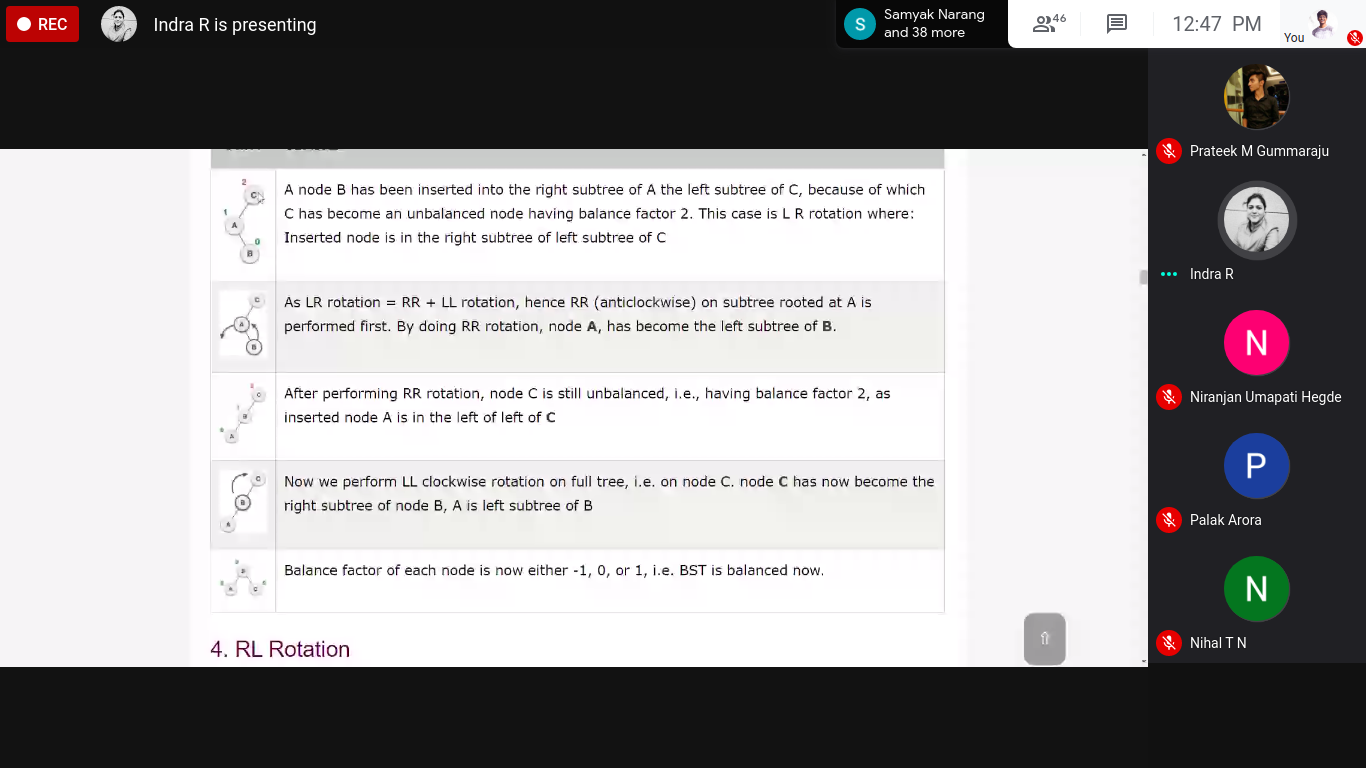 REC
Indra R is presenting
S
Samyak Narang
and 38 more
46
12:47 PM
You
A node B has been inserted into the right subtree of A the left subtree of C, because of which
C has become an unbalanced node having balance factor 2. This case is L R rotation where:
Inserted node is in the right subtree of left subtree of C
2
C
1
A
0
B
As LR rotation = RR + LL rotation, hence RR (anticlockwise) on subtree rooted at A is
performed first. By doing RR rotation, node A, has become the left subtree of B.
C
A
B
After performing RR rotation, node C is still unbalanced, i.e., having balance factor 2, as
inserted node A is in the left of left of C
C
B
A
Now we perform LL clockwise rotation on full tree, i.e. on node C. node C has now become the
right subtree of node B, A is left subtree of B
C
B
A
Balance factor of each node is now either -1, 0, or 1, i.e. BST is balanced now.
B
A
C
4. RL Rotation
Prateek M Gummaraju
Indra R
N
Niranjan Umapati Hegde
P
Palak Arora
N
Nihal T N